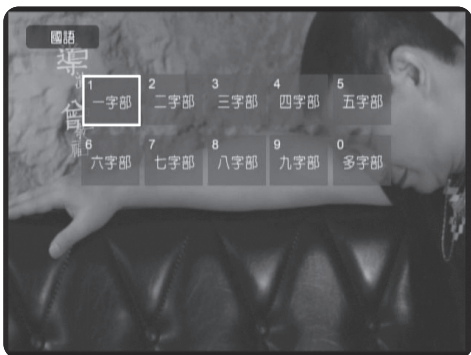 國語
導
曾
1 2 3 4 5
一字部 二字部 三字部 四字部 五字部
6 7 8 9 0
六字部 七字部 八字部 九字部 多字部